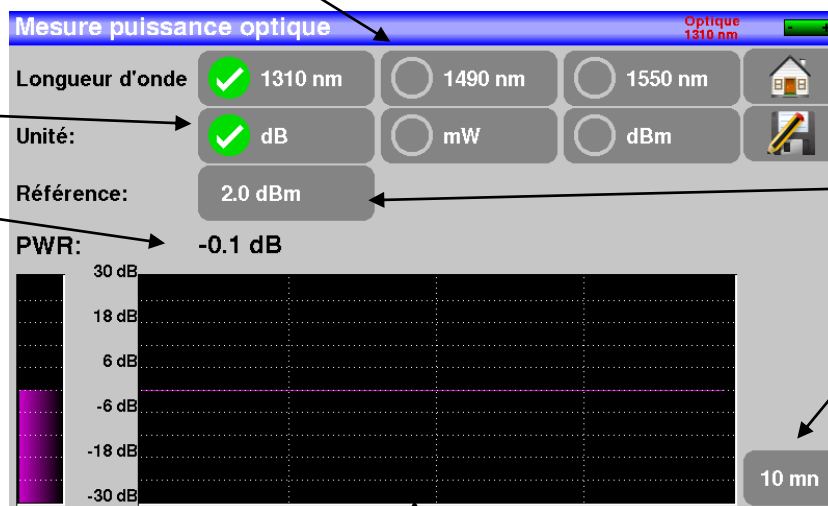 Mesure puissance optique
Optique
1310 nm
- +
Longueur d'onde 1310 nm 1490 nm 1550 nm
Unité: dB mW dBm
Référence: 2.0 dBm
PWR: -0.1 dB
30 dB
18 dB
6 dB
-6 dB
-18 dB
-30 dB
10 mn